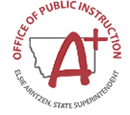 OFFICE OF PUBLIC INSTRUCTION
A+
ELSIE ARNTZEN, STATE SUPERINTENDENT